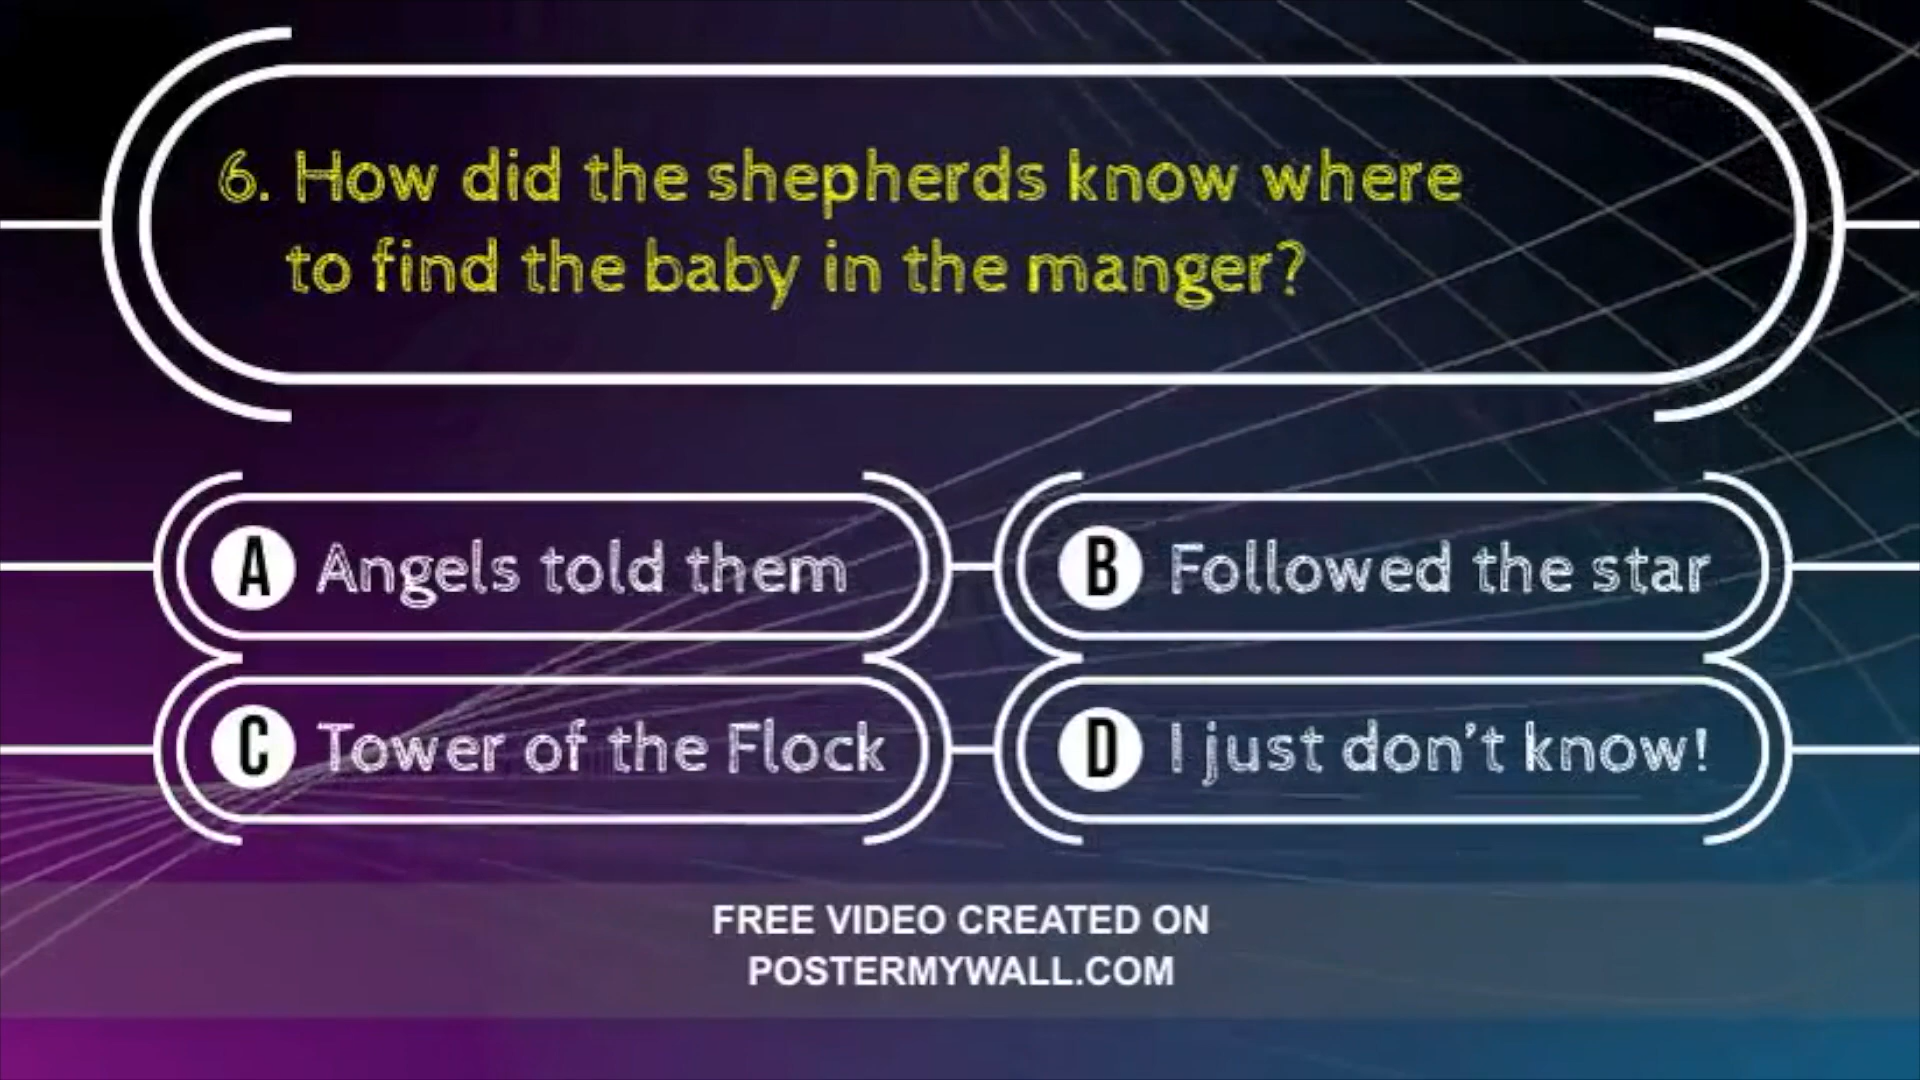 6. How did the shepherds know where
to find the baby in the manger?
A Angels told them
B Followed the star
C Tower of the Flock
D I just don't know!
FREE VIDEO CREATED ON
POSTERMYWALL.COM